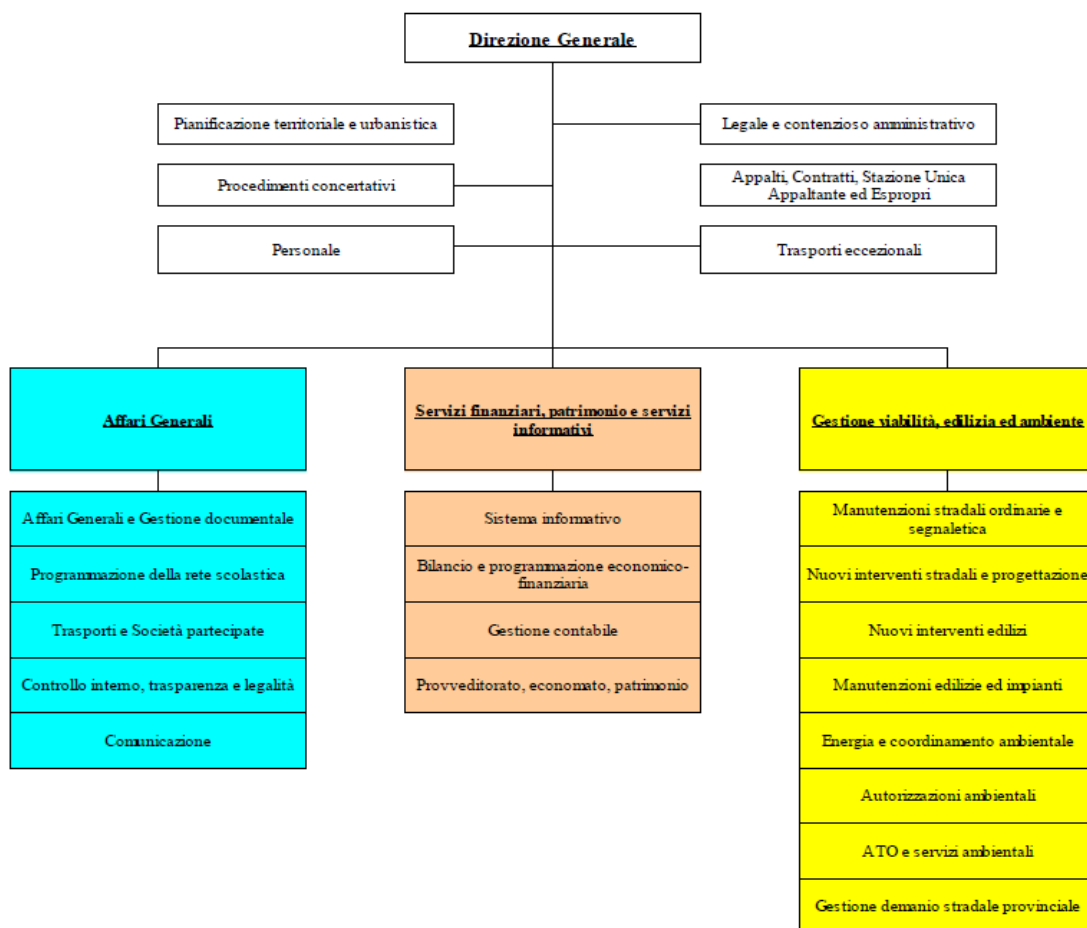 Direzione Generale
Pianificazione territoriale e urbanistica
Legale e contenzioso amministrativo
Procedimenti concertativi
Appalti, Contratti, Stazione Unica
Appaltante ed Espropri
Personale
Trasporti eccezionali
Affari Generali
Servizi finanziari, patrimonio e servizi
informativi
Gestione viabilità, edilizia ed ambiente
Affari Generali e Gestione documentale
Programmazione della rete scolastica
Trasporti e Società partecipate
Controllo interno, trasparenza e legalità
Comunicazione
Sistema informativo
Bilancio e programmazione economico-
finanziaria
Gestione contabile
Provveditorato, economato, patrimonio
Manutenzioni stradali ordinarie e
segnaletica
Nuovi interventi stradali e progettazione
Nuovi interventi edilizi
Manutenzioni edilizie ed impianti
Energia e coordinamento ambientale
Autorizzazioni ambientali
ATO e servizi ambientali
Gestione demanio stradale provinciale